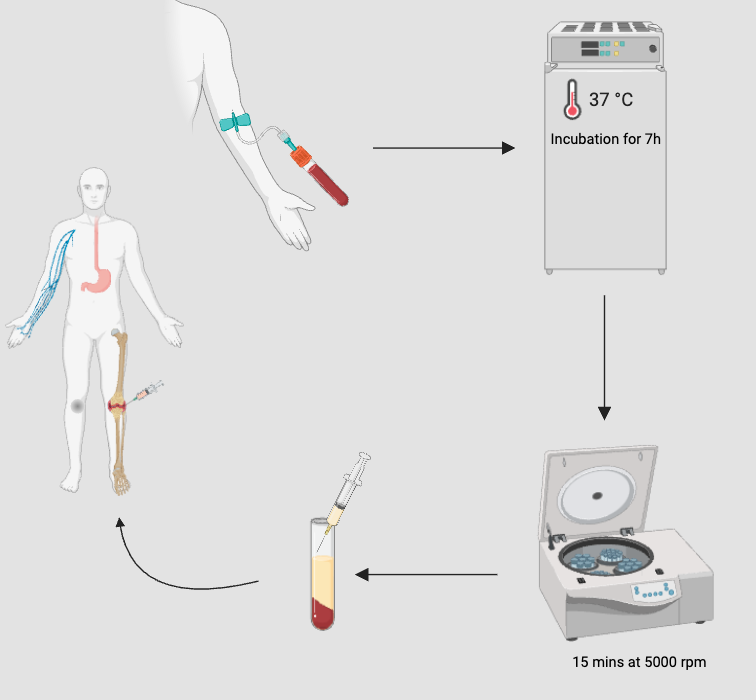 37 °C
Incubation for 7h
15 mins at 5000 rpm